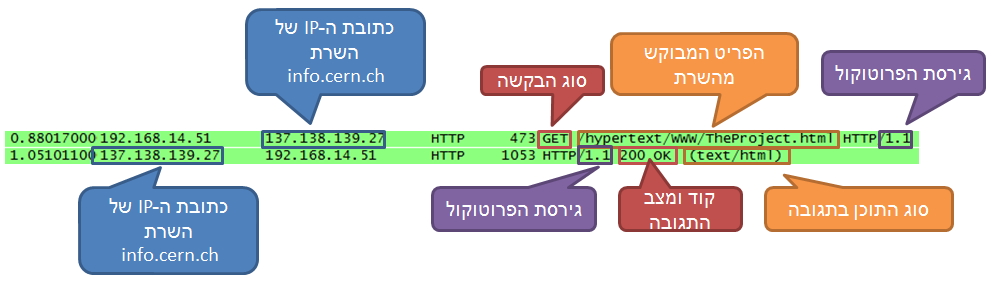 כתובת ה-IP של
השרת
info.cern.ch
סוג הבקשה
הפריט המבוקש
מהשרת
גירסת הפרוטוקול
0.88017000 192.168.14.51 137.138.139.27 HTTP 473 GET /hypertext/WWW/TheProject.html HTTP/1.1
1.05101100 137.138.139.27 192.168.14.51 HTTP 1053 HTTP/1.1 200 OK (text/html)
כתובת ה-IP של
השרת
info.cern.ch
גירסת הפרוטוקול
קוד ומצב
התגובה
סוג התוכן בתגובה